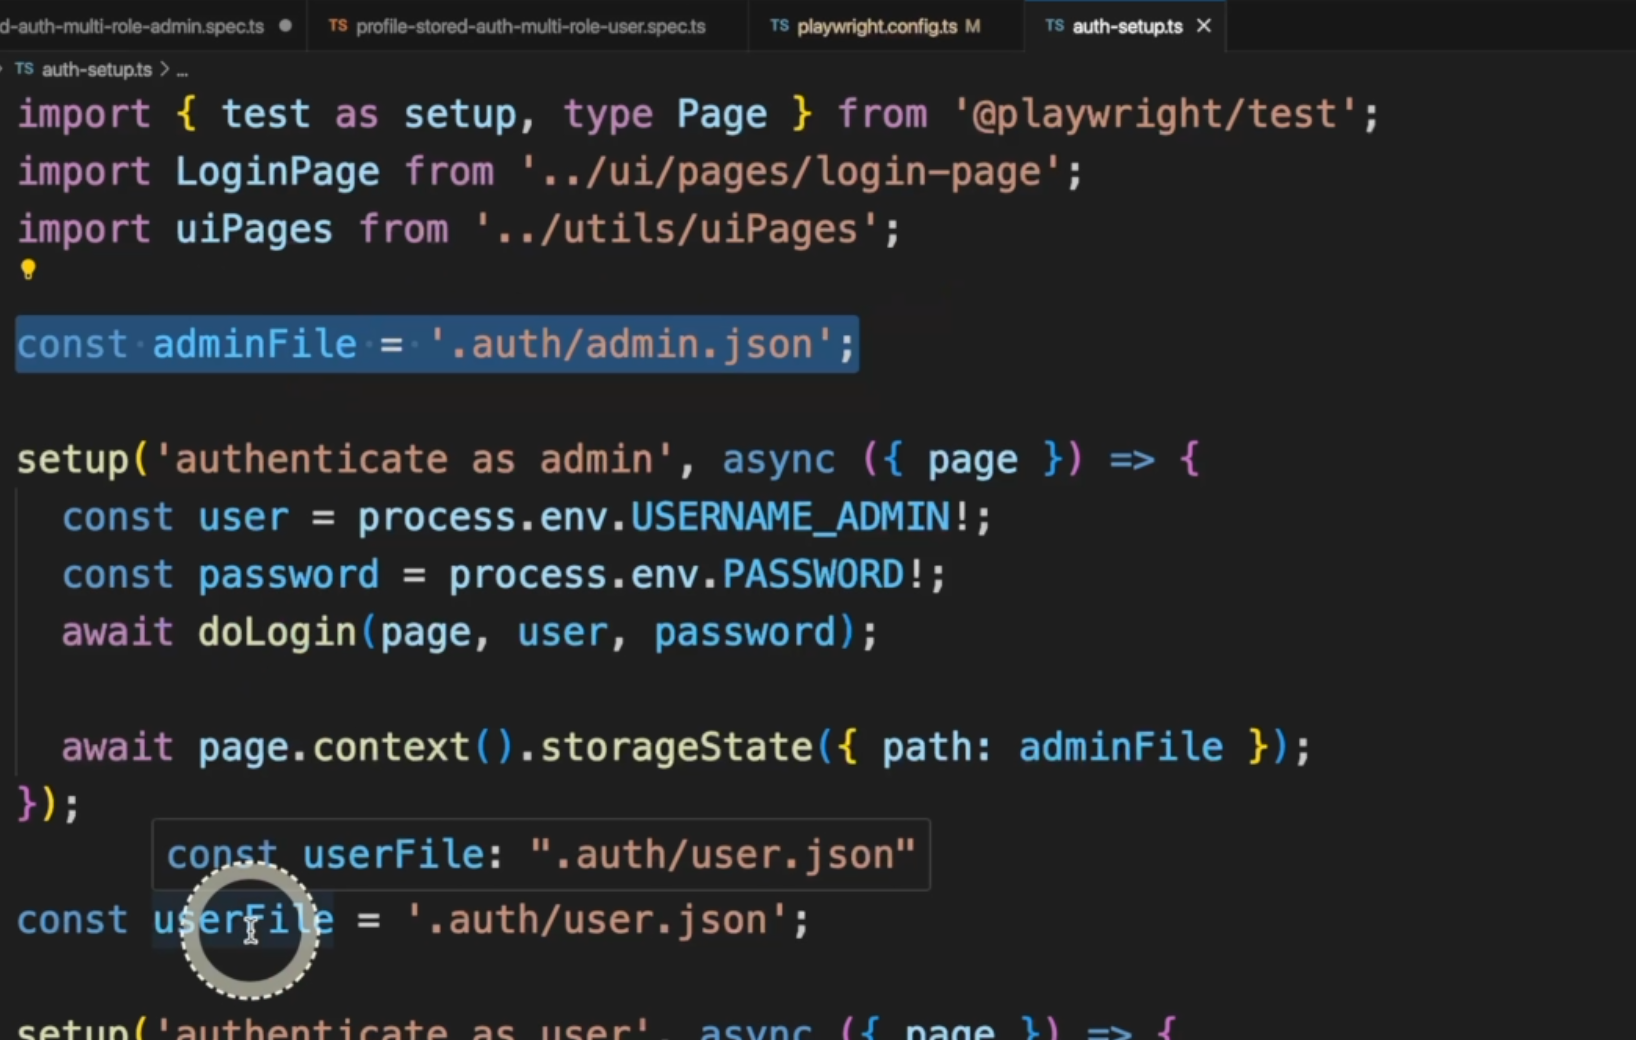 d-auth-multi-role-admin.spec.ts
TS profile-stored-auth-multi-role-user.spec.ts
TS playwright.config.ts M
TS auth-setup.ts
TS auth-setup.ts > ...
import { test as setup, type Page } from '@playwright/test';
import LoginPage from '../ui/pages/login-page';
import uiPages from '../utils/uiPages';
const adminFile = '.auth/admin.json';
setup('authenticate as admin', async ({ page }) => {
const user = process.env.USERNAME_ADMIN!;
const password = process.env.PASSWORD!;
await doLogin(page, user, password);
await page.context().storageState({ path: adminFile });
});
const userFile: ".auth/user.json"
const userFile = '.auth/user.json';
setup('authenticate as user', async ({ page }) => {